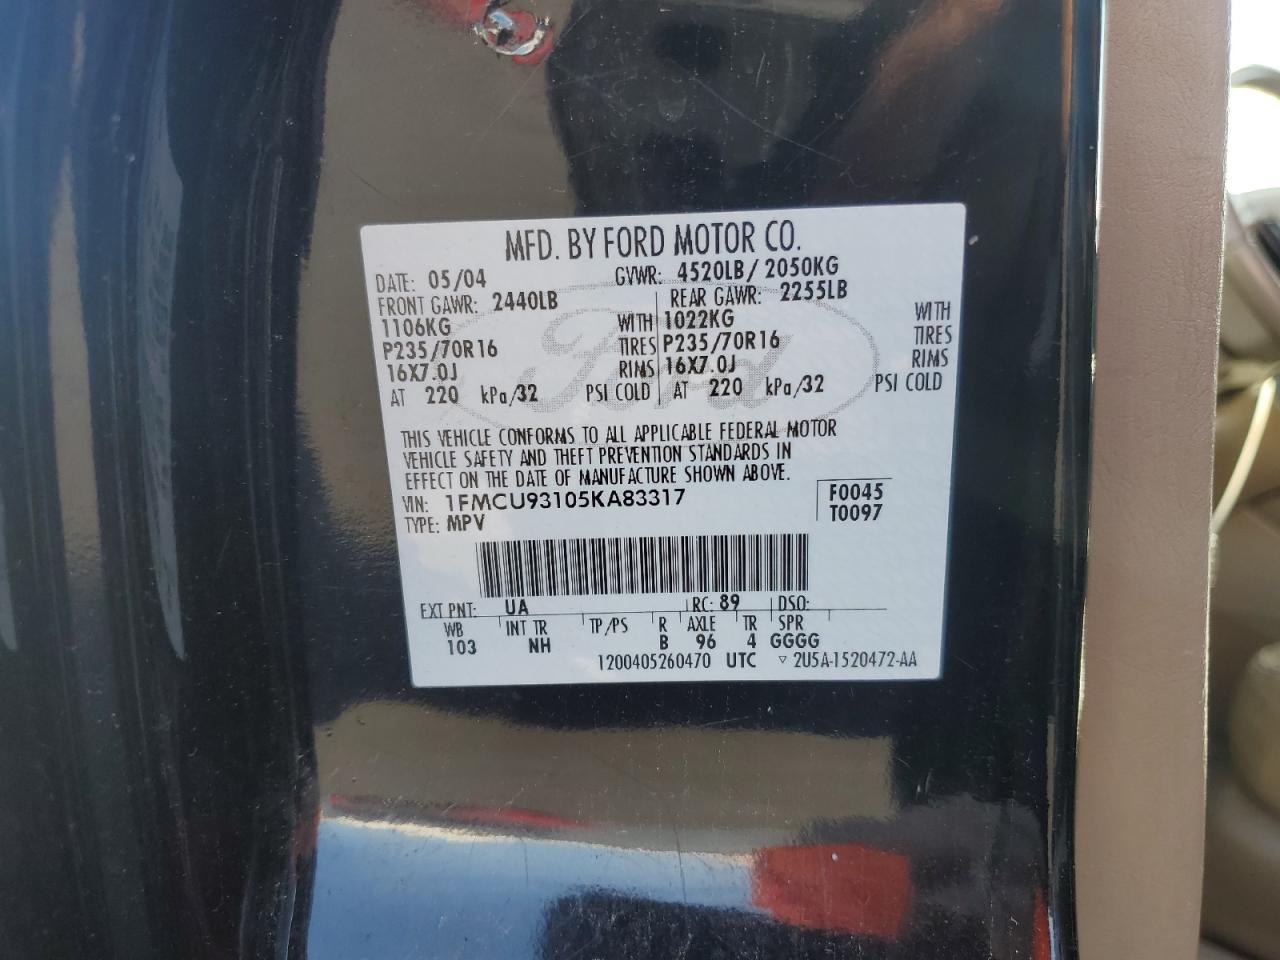 MFD. BY FORD MOTOR CO.
DATE: 05/04 GVWR: 4520LB/ 2050KG
FRONT GAWR: 2440LB REAR GAWR: 2255LB
1106KG WITH 1022KG WITH
P235/70R16 TIRES P235/70R16 TIRES
16X7.0J RIMS 16X7.0J RIMS
AT 220 kPa/32 PSI COLD AT 220 kPa/32 PSI COLD
Ford
THIS VEHICLE CONFORMS TO ALL APPLICABLE FEDERAL MOTOR
VEHICLE SAFETY AND THEFT PREVENTION STANDARDS IN
EFFECT ON THE DATE OF MANUFACTURE SHOWN ABOVE.
VIN: 1FMCU93105KA83317 F0045
TYPE: MPV T0097
EXT PNT: UA RC: 89 DSO:
WB INT TR TP/PS R AXLE TR SPR
103 NH B 96 4 GGGG
1200405260470 UTC ▽ 2U5A-1520472-AA